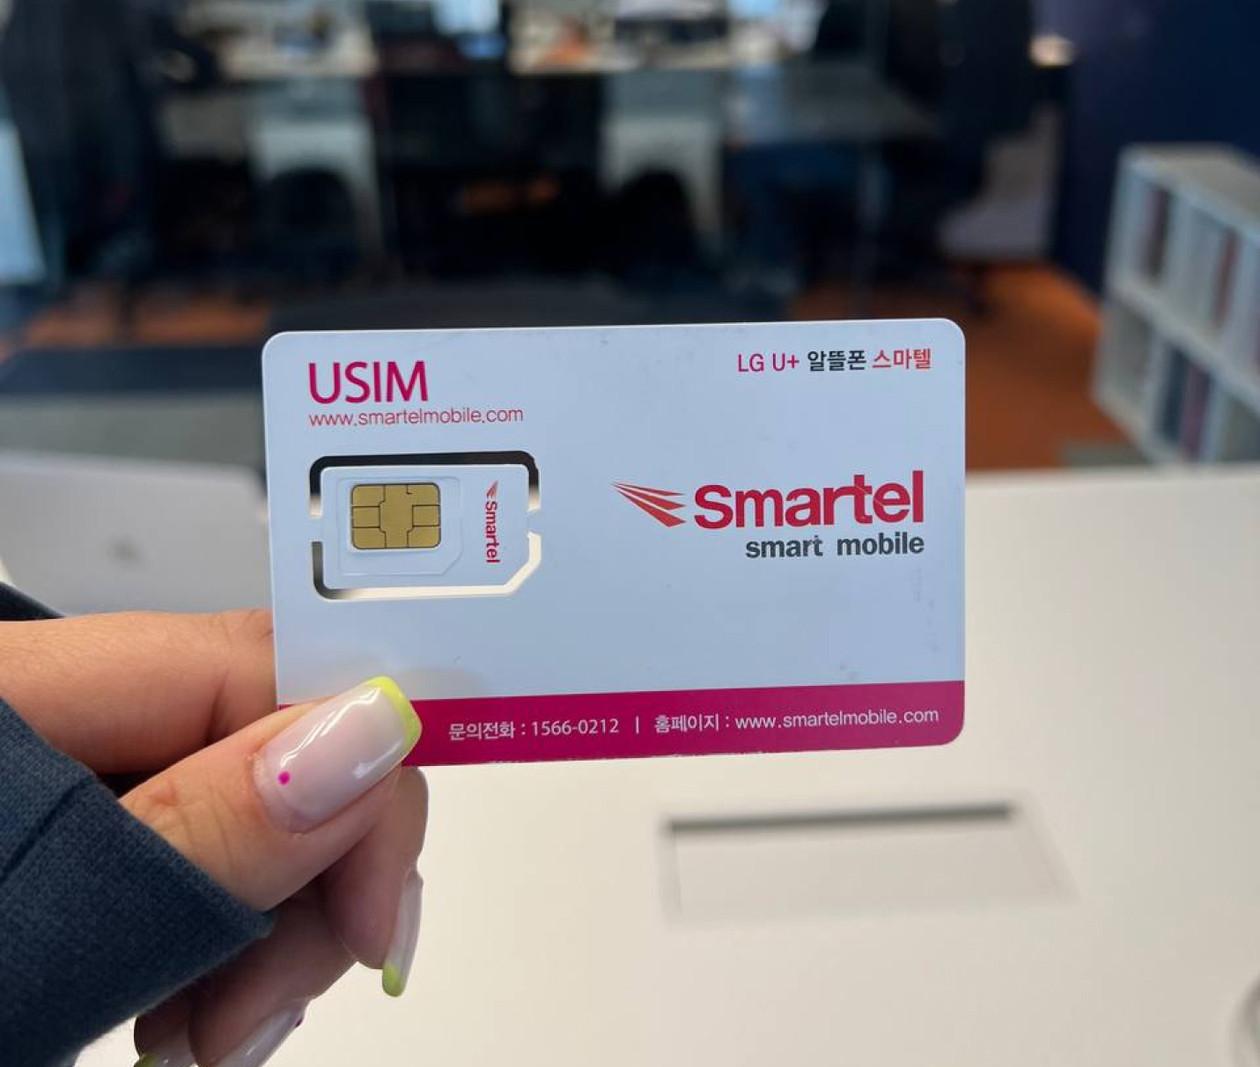 USIM
www.smartelmobile.com
LG U+ 알뜰폰 스마텔
Smartel
Smartel
smart mobile
문의전화 : 1566-0212 | 홈페이지 : www.smartelmobile.com